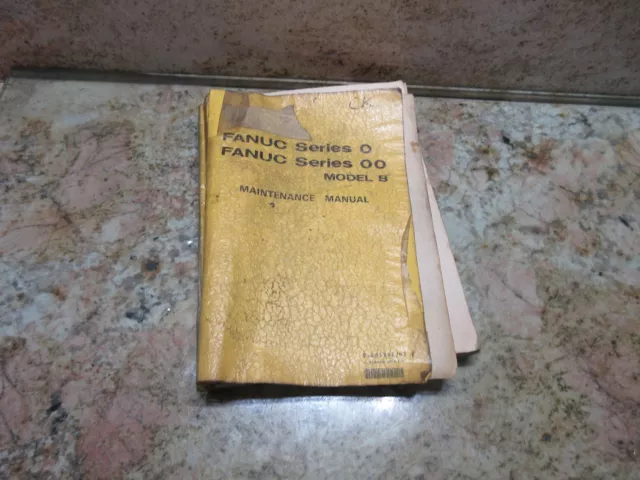 FANUC Series 0
FANUC Series 00
MODEL B
MAINTENANCE MANUAL